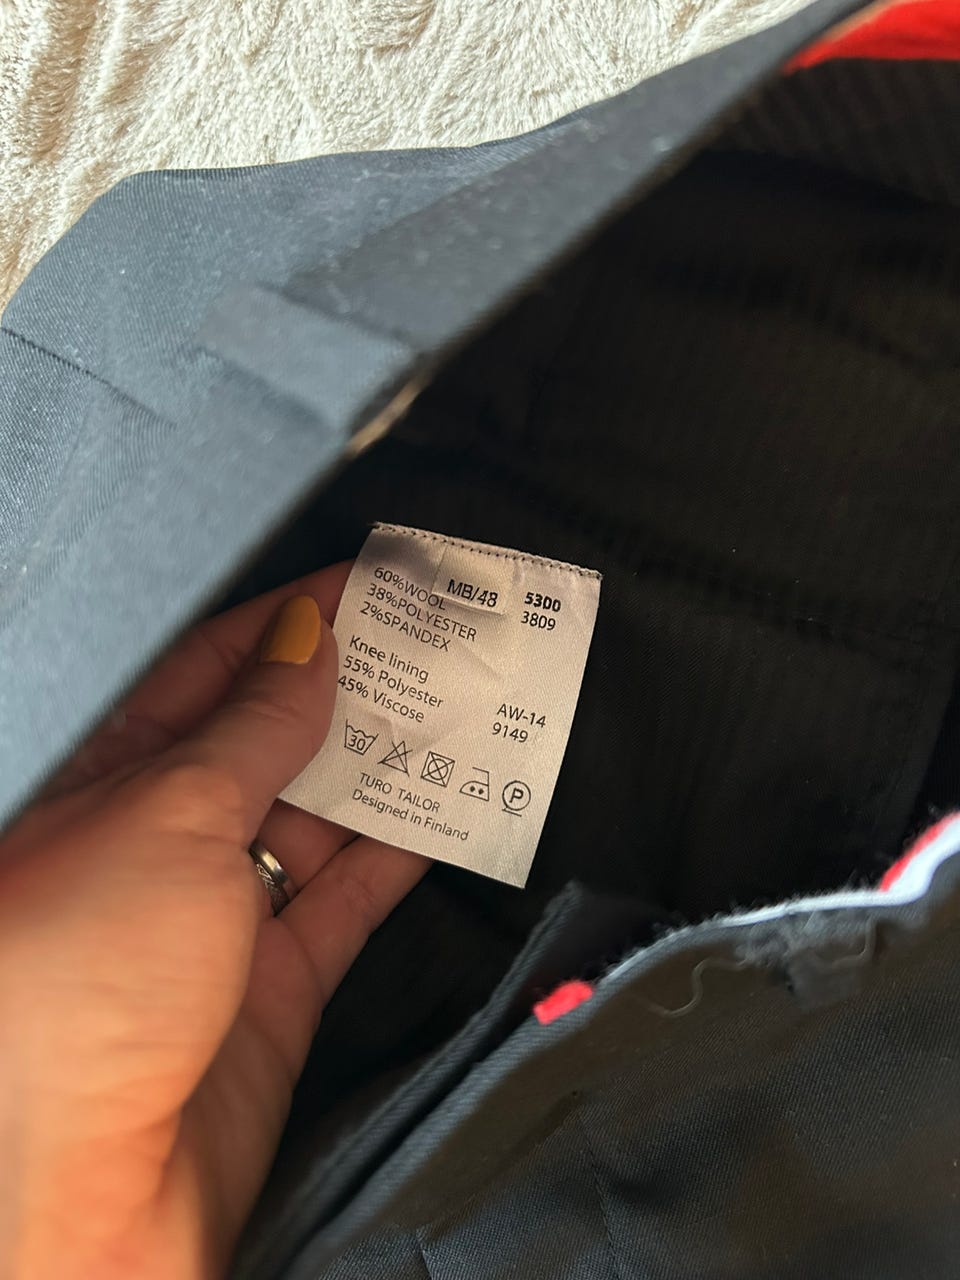 60%WOOL
38%POLYESTER
2%SPANDEX
MB/48
5300
3809
Knee lining
55% Polyester
45% Viscose
AW-14
9149
30
P
TURO TAILOR
Designed in Finland